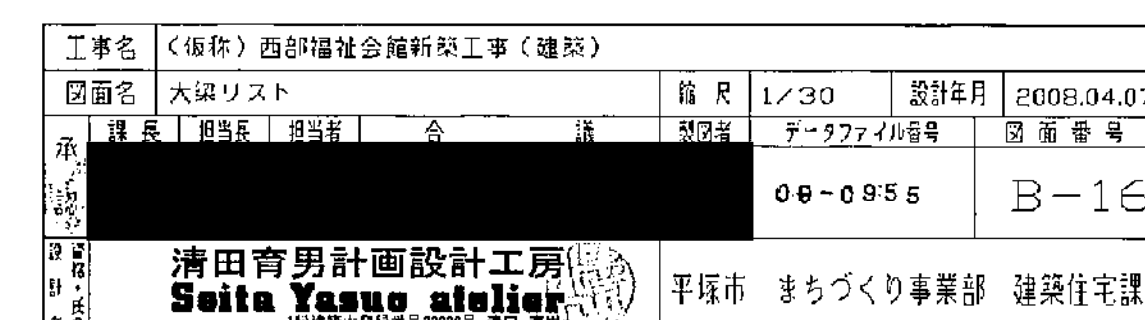 工事名 (仮称) 西部福祉会館新築工事(建築)
図面名 大梁リスト 縮尺 1/30 設計年月 2008.04.07
承認 課長 担当長 担当者 合議 製図者 データファイル番号 図面番号
B-16
清田育男計画設計工房
Seita Yasuo atelier
平塚市 まちづくり事業部 建築住宅課